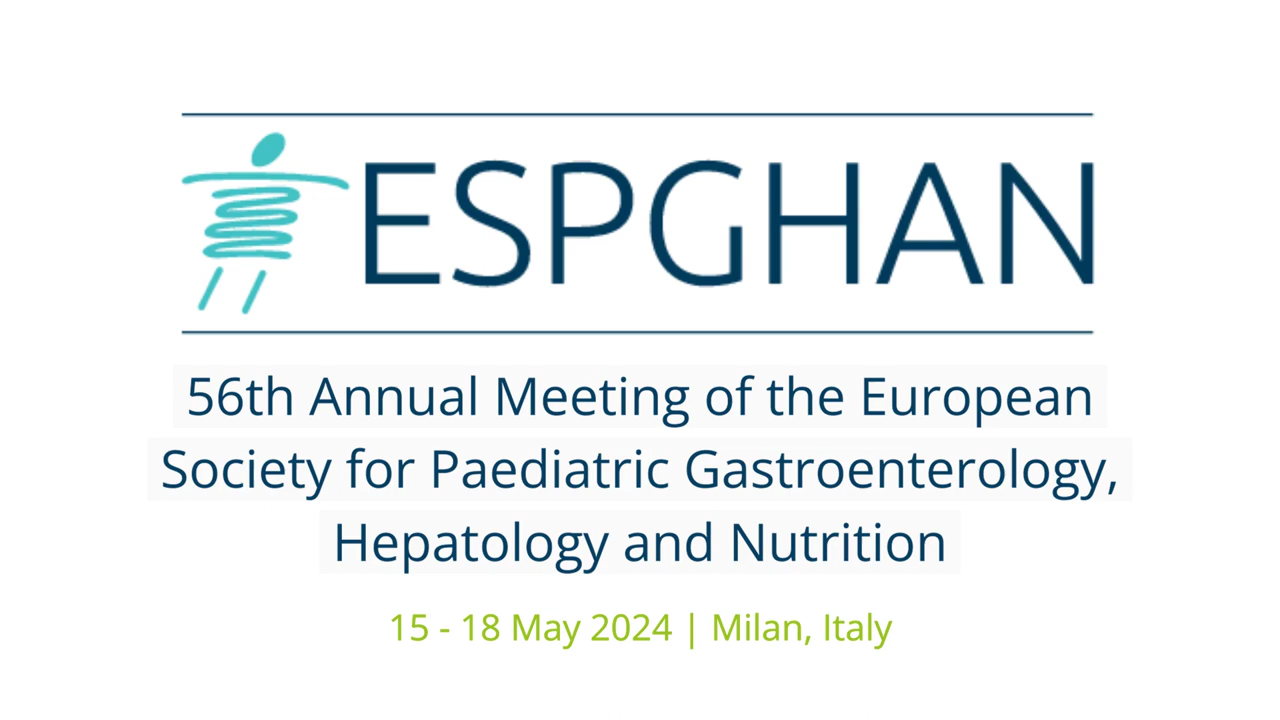 ESPGHAN
56th Annual Meeting of the European
Society for Paediatric Gastroenterology,
Hepatology and Nutrition
15 - 18 May 2024 | Milan, Italy